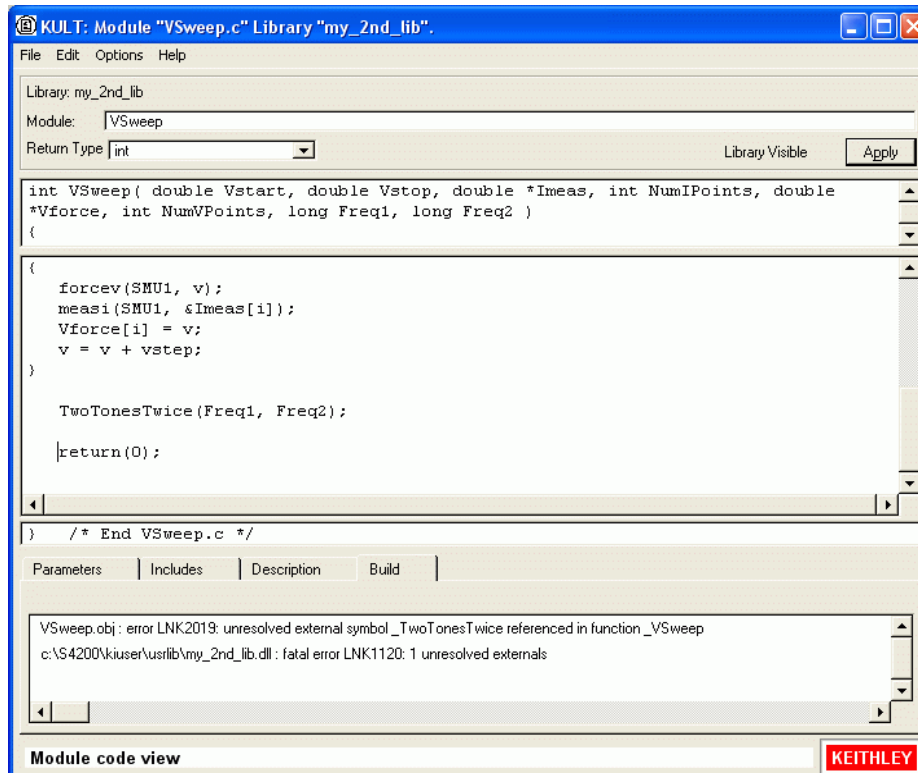 KULT: Module "VSweep.c" Library "my_2nd_lib".
File Edit Options Help
Library: my_2nd_lib
Module: VSweep
Return Type int Library Visible Apply
int VSweep( double Vstart, double Vstop, double *Imeas, int NumIPoints, double
*Vforce, int NumVPoints, long Freq1, long Freq2 )
{
{
forcev(SMU1, v);
measi(SMU1, &Imeas[i]);
Vforce[i] = v;
v = v + vstep;
}
TwoTonesTwice(Freq1, Freq2);
return(0);
} /* End VSweep.c */
Parameters Includes Description Build
VSweep.obj : error LNK2019: unresolved external symbol _TwoTonesTwice referenced in function _VSweep
c:\S4200\kiuser\usrlib\my_2nd_lib.dll : fatal error LNK1120: 1 unresolved externals
Module code view KEITHLEY